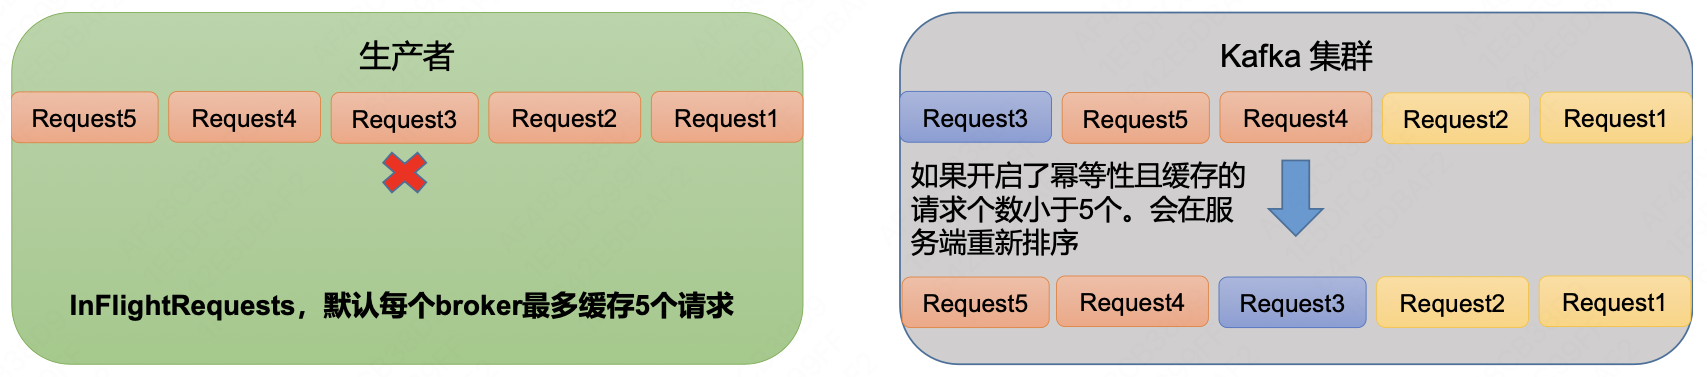 生产者
Request5 Request4 Request3 Request2 Request1
InFlightRequests，默认每个broker最多缓存5个请求
Kafka 集群
Request3 Request5 Request4 Request2 Request1
如果开启了幂等性且缓存的
请求个数小于5个。会在服
务端重新排序
Request5 Request4 Request3 Request2 Request1